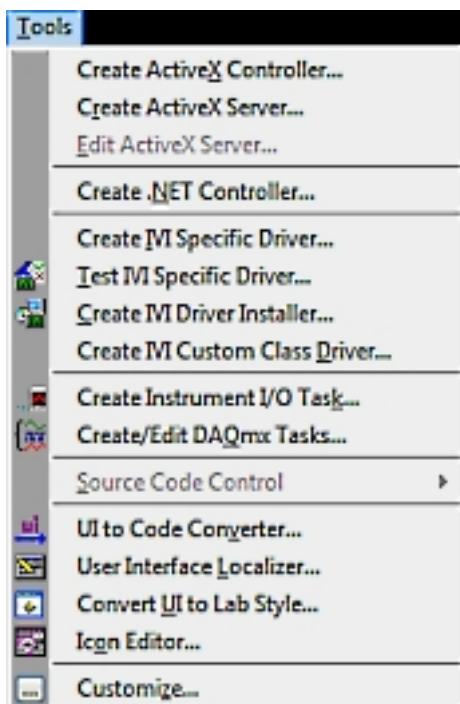 Tools
Create ActiveX Controller...
Create ActiveX Server...
Edit ActiveX Server...
Create .NET Controller...
Create IVI Specific Driver...
Test IVI Specific Driver...
Create IVI Driver Installer...
Create IVI Custom Class Driver...
Create Instrument I/O Task...
Create/Edit DAQmx Tasks...
Source Code Control
UI to Code Converter...
User Interface Localizer...
Convert UI to Lab Style...
Icon Editor...
Customize...